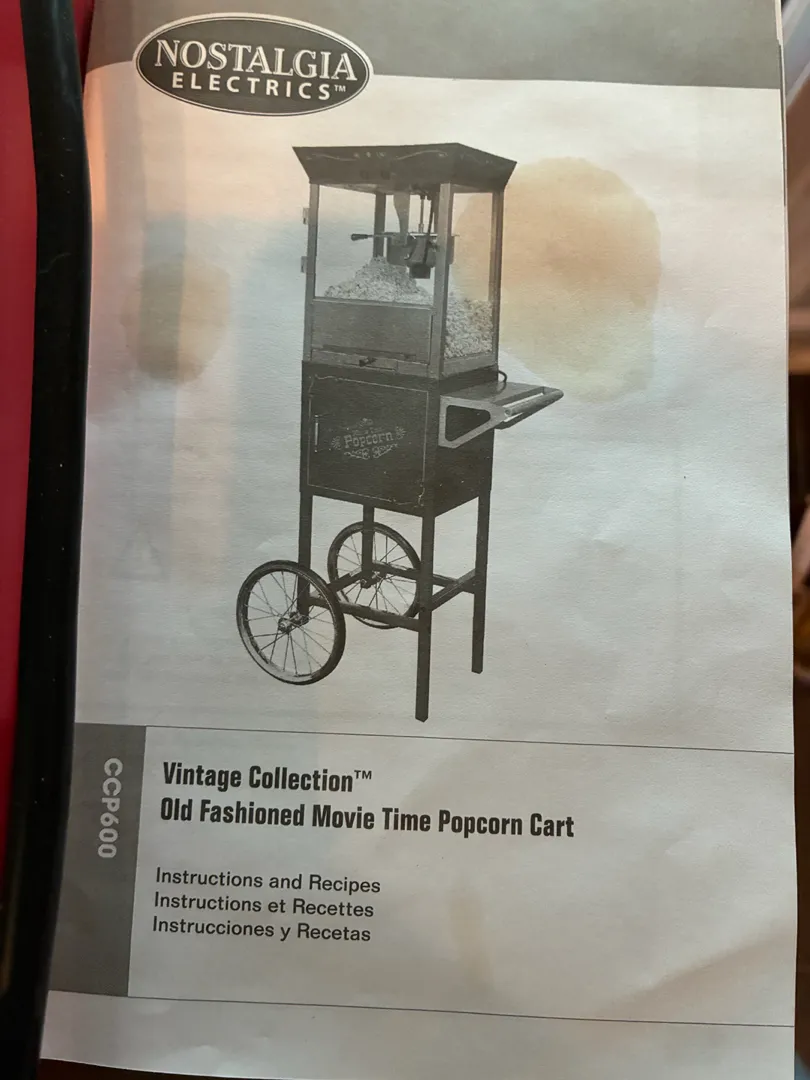 NOSTALGIA
ELECTRICS™
Popcorn
CCP600
Vintage Collection™
Old Fashioned Movie Time Popcorn Cart
Instructions and Recipes
Instructions et Recettes
Instrucciones y Recetas